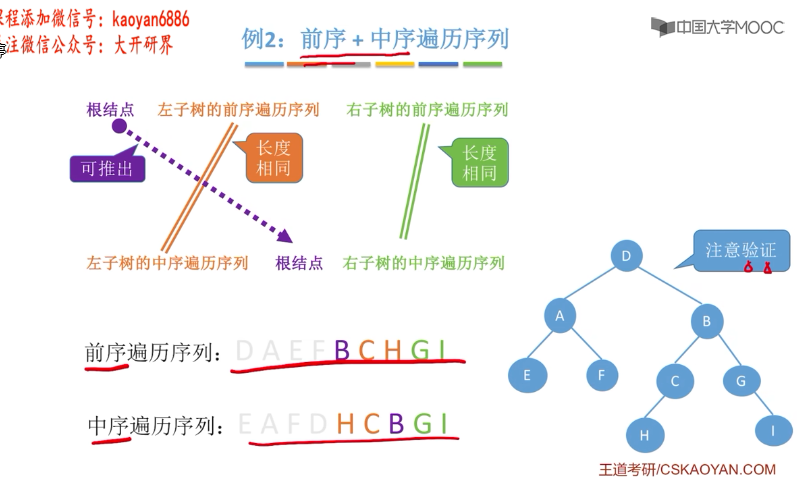 课程添加微信号：kaoyan6886
关注微信公众号：大开研界
例2：前序 + 中序遍历序列
中国大学MOOC
根结点 左子树的前序遍历序列 右子树的前序遍历序列
可推出
长度
相同
长度
相同
左子树的中序遍历序列 根结点 右子树的中序遍历序列
注意验证
D
A B
E F C G
H I
前序遍历序列：D A E F B C H G I
中序遍历序列：E A F D H C B G I
王道考研/CSKAOYAN.COM